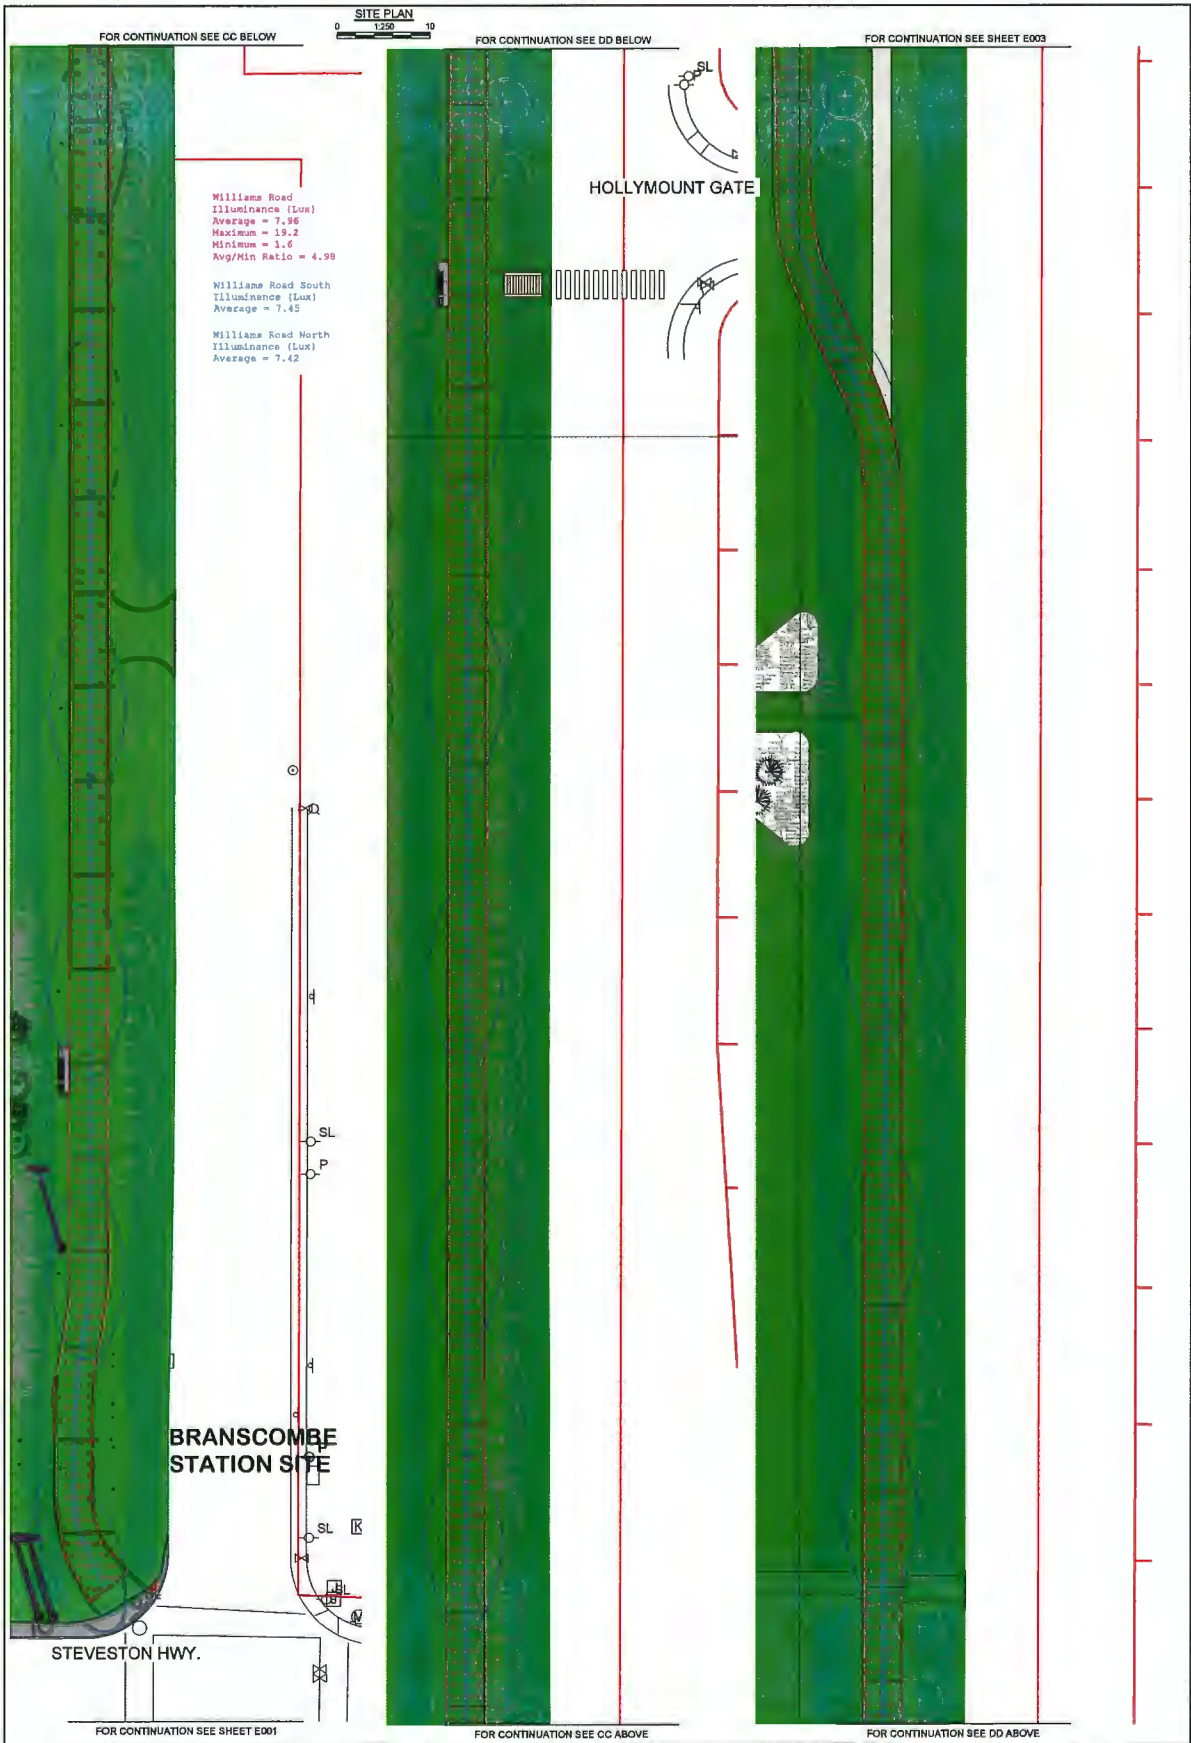 SITE PLAN
0 1:250 10
FOR CONTINUATION SEE CC BELOW
FOR CONTINUATION SEE DD BELOW
FOR CONTINUATION SEE SHEET E003
SL
HOLLYMOUNT GATE
Williams Road
Illuminance (Lux)
Average = 7.96
Maximum = 19.2
Minimum = 1.6
Avg/Min Ratio = 4.98
Williams Road South
Illuminance (Lux)
Average = 7.45
Williams Road North
Illuminance (Lux)
Average = 7.42
SL
P
BRANSCOMBE
STATION SITE
P
SL
K
SL
STEVESTON HWY.
FOR CONTINUATION SEE SHEET E001
FOR CONTINUATION SEE CC ABOVE
FOR CONTINUATION SEE DD ABOVE